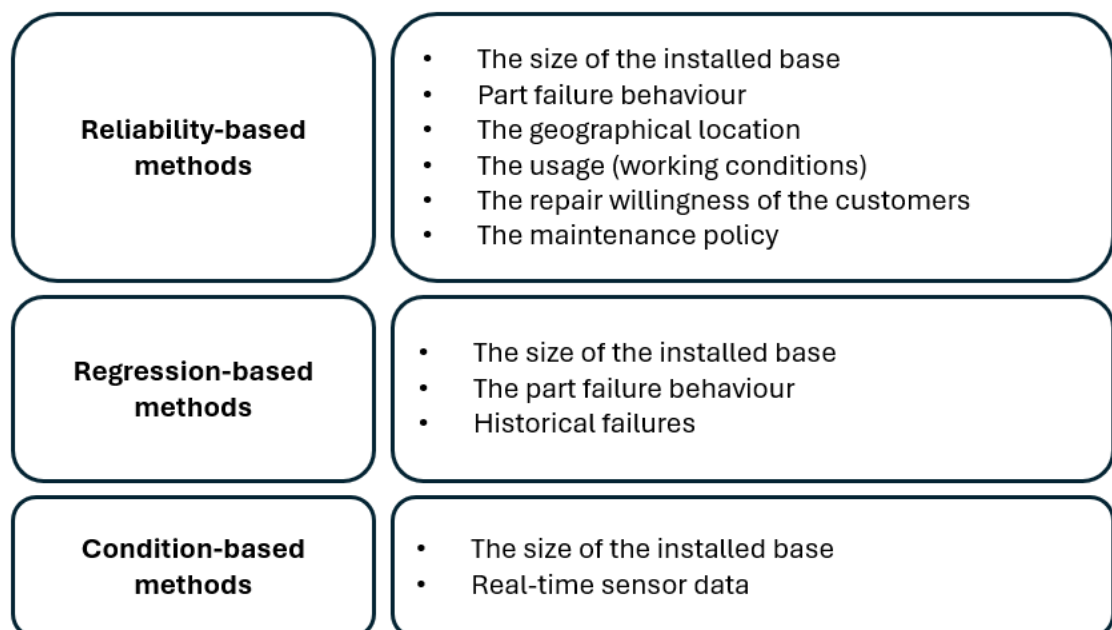 Reliability-based
methods
• The size of the installed base
• Part failure behaviour
• The geographical location
• The usage (working conditions)
• The repair willingness of the customers
• The maintenance policy
Regression-based
methods
• The size of the installed base
• The part failure behaviour
• Historical failures
Condition-based
methods
• The size of the installed base
• Real-time sensor data